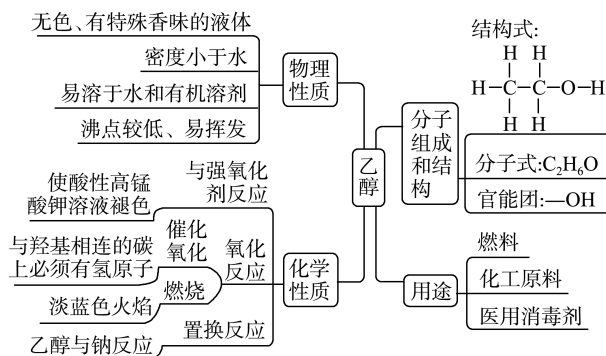 无色、有特殊香味的液体
密度小于水
易溶于水和有机溶剂
沸点较低、易挥发
物理
性质
使酸性高锰
酸钾溶液褪色
与强氧化
剂反应
与羟基相连的碳
上必须有氢原子
催化
氧化
淡蓝色火焰
燃烧
氧化
反应
乙醇与钠反应
置换反应
化学
性质
乙
醇
分子
组成
和结
构
结构式:
H H
H—C—C—O—H
H H
分子式:C₂H₆O
官能团:—OH
用途
燃料
化工原料
医用消毒剂